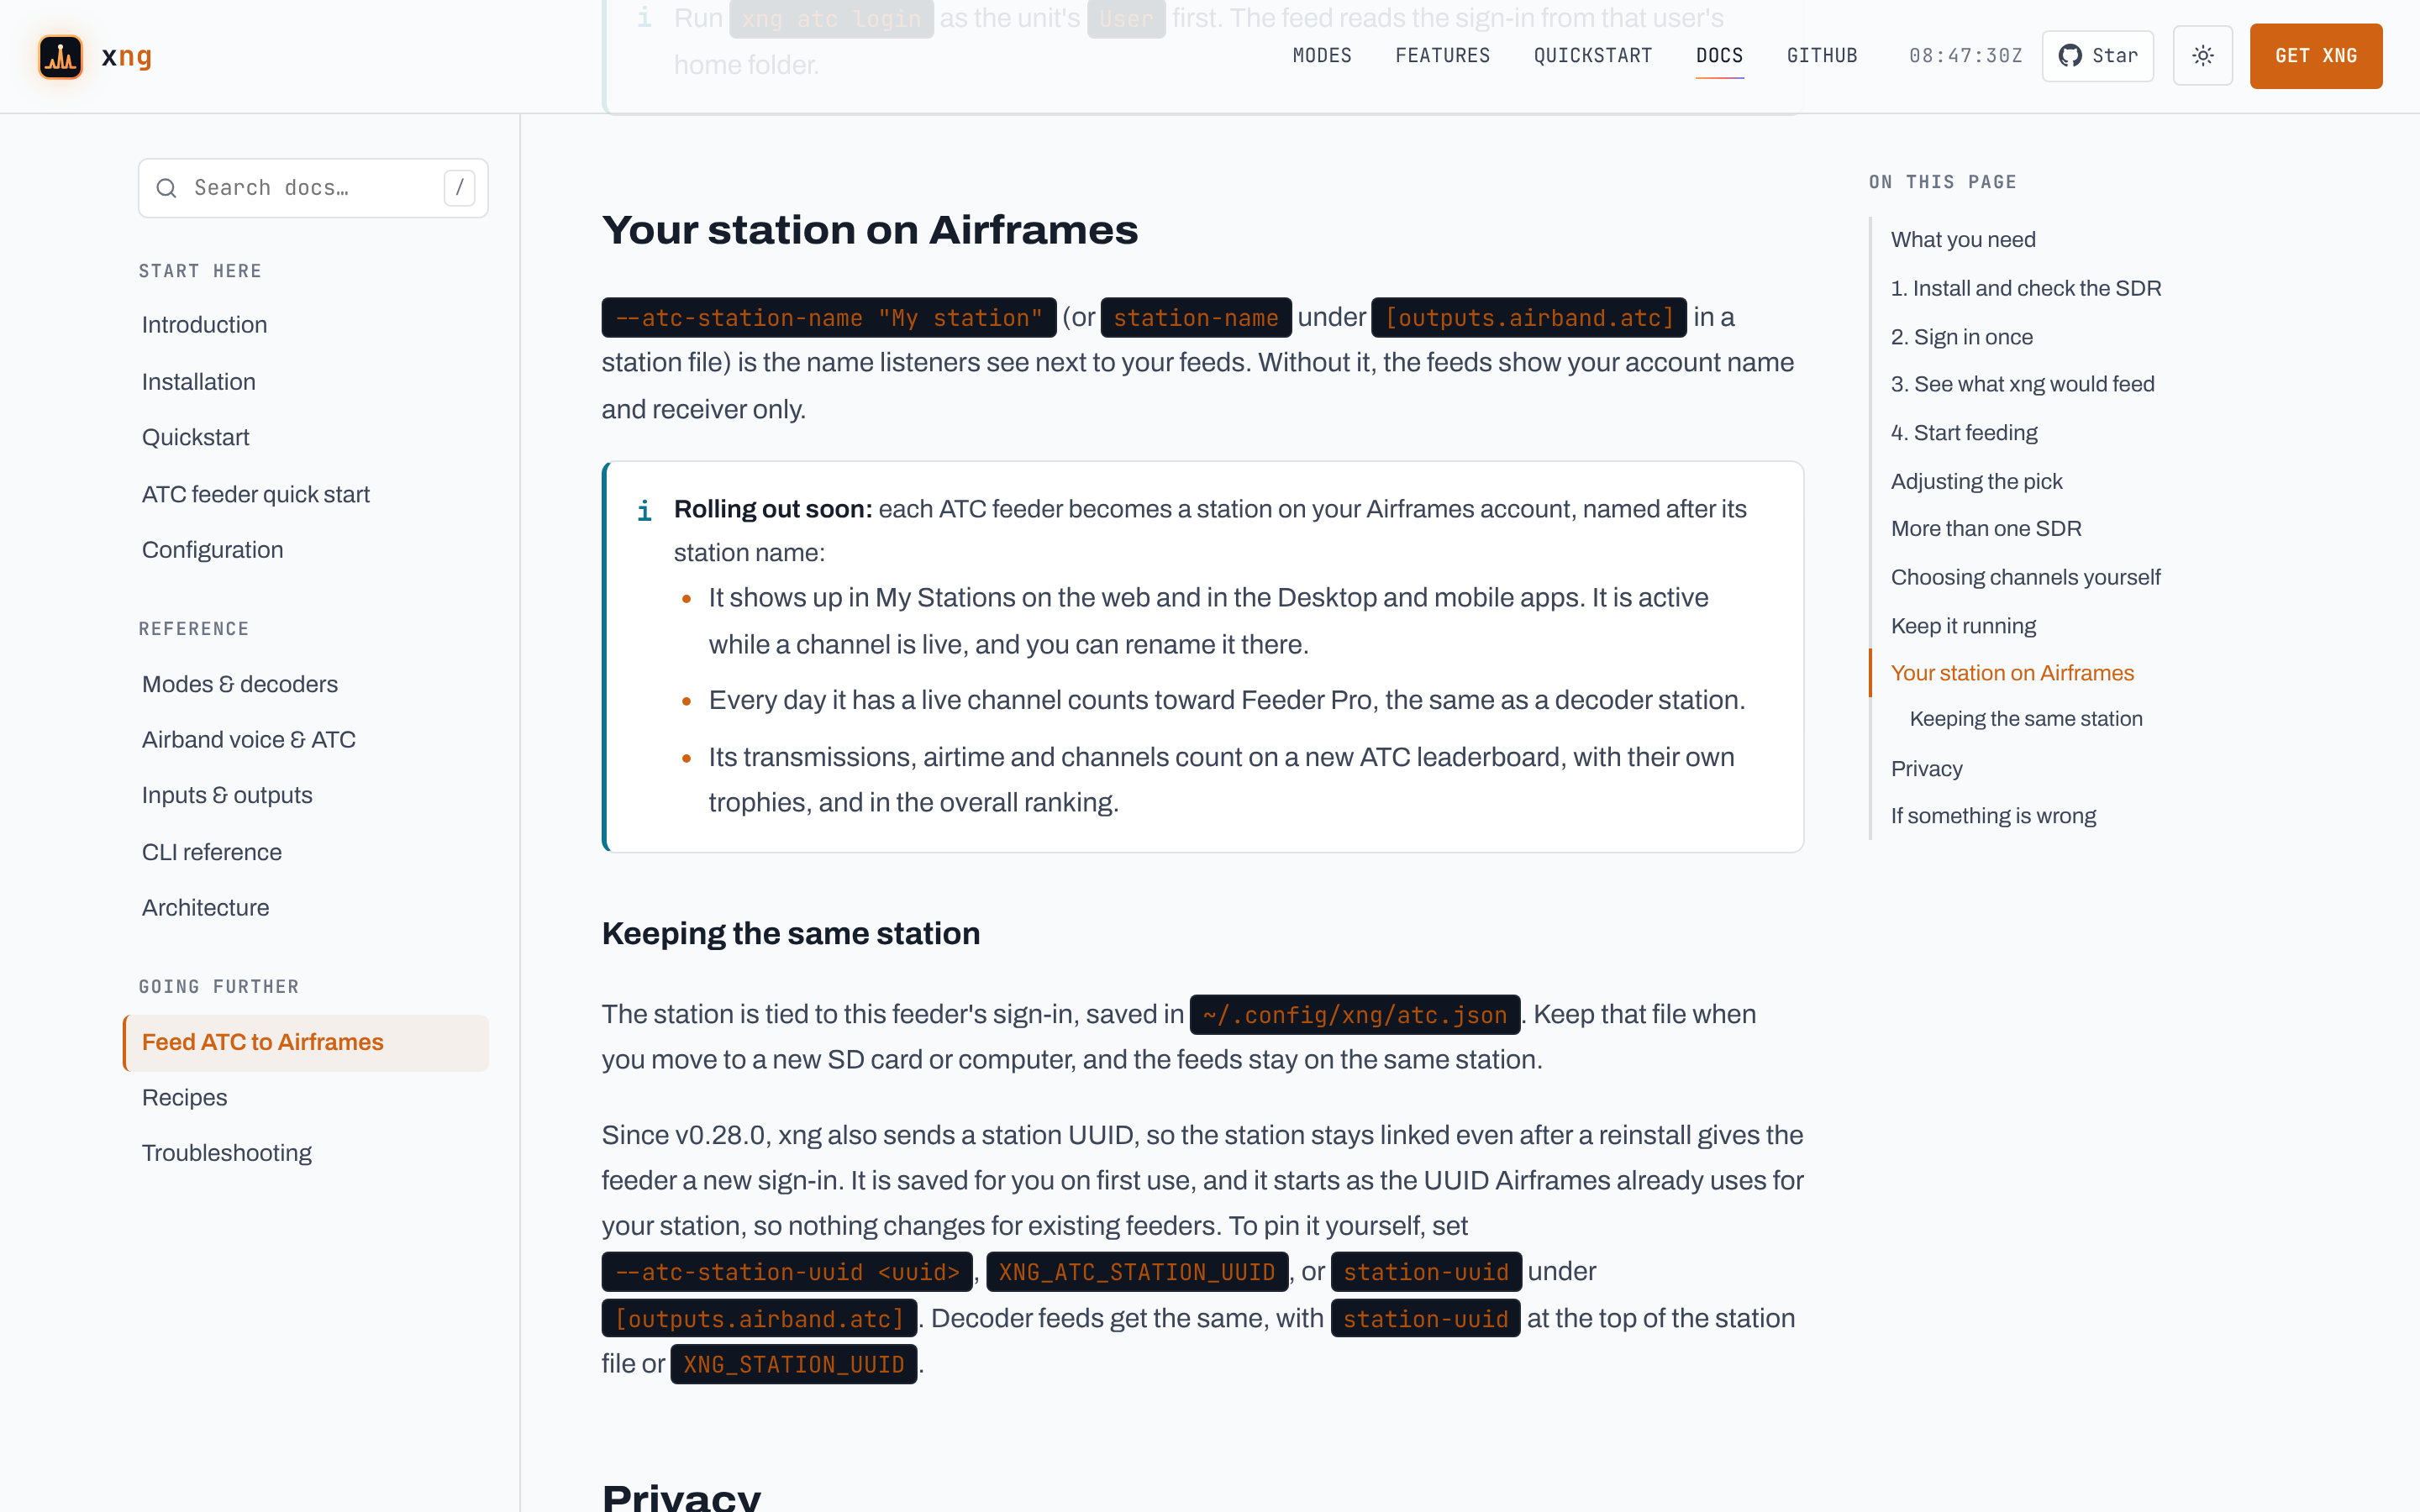 i Run xng atc login as the unit's User first. The feed reads the sign-in from that user's
home folder.
xng
MODES FEATURES QUICKSTART DOCS GITHUB 08:47:30Z Star GET XNG
Search docs… /
START HERE
Introduction
Installation
Quickstart
ATC feeder quick start
Configuration
REFERENCE
Modes & decoders
Airband voice & ATC
Inputs & outputs
CLI reference
Architecture
GOING FURTHER
Feed ATC to Airframes
Recipes
Troubleshooting
Your station on Airframes
--atc-station-name "My station" (or station-name under [outputs.airband.atc] in a
station file) is the name listeners see next to your feeds. Without it, the feeds show your account name
and receiver only.
i Rolling out soon: each ATC feeder becomes a station on your Airframes account, named after its
station name:
• It shows up in My Stations on the web and in the Desktop and mobile apps. It is active
while a channel is live, and you can rename it there.
• Every day it has a live channel counts toward Feeder Pro, the same as a decoder station.
• Its transmissions, airtime and channels count on a new ATC leaderboard, with their own
trophies, and in the overall ranking.
Keeping the same station
The station is tied to this feeder's sign-in, saved in ~/.config/xng/atc.json. Keep that file when
you move to a new SD card or computer, and the feeds stay on the same station.
Since v0.28.0, xng also sends a station UUID, so the station stays linked even after a reinstall gives the
feeder a new sign-in. It is saved for you on first use, and it starts as the UUID Airframes already uses for
your station, so nothing changes for existing feeders. To pin it yourself, set
--atc-station-uuid <uuid>, XNG_ATC_STATION_UUID, or station-uuid under
[outputs.airband.atc]. Decoder feeds get the same, with station-uuid at the top of the station
file or XNG_STATION_UUID.
Privacy
ON THIS PAGE
What you need
1. Install and check the SDR
2. Sign in once
3. See what xng would feed
4. Start feeding
Adjusting the pick
More than one SDR
Choosing channels yourself
Keep it running
Your station on Airframes
Keeping the same station
Privacy
If something is wrong